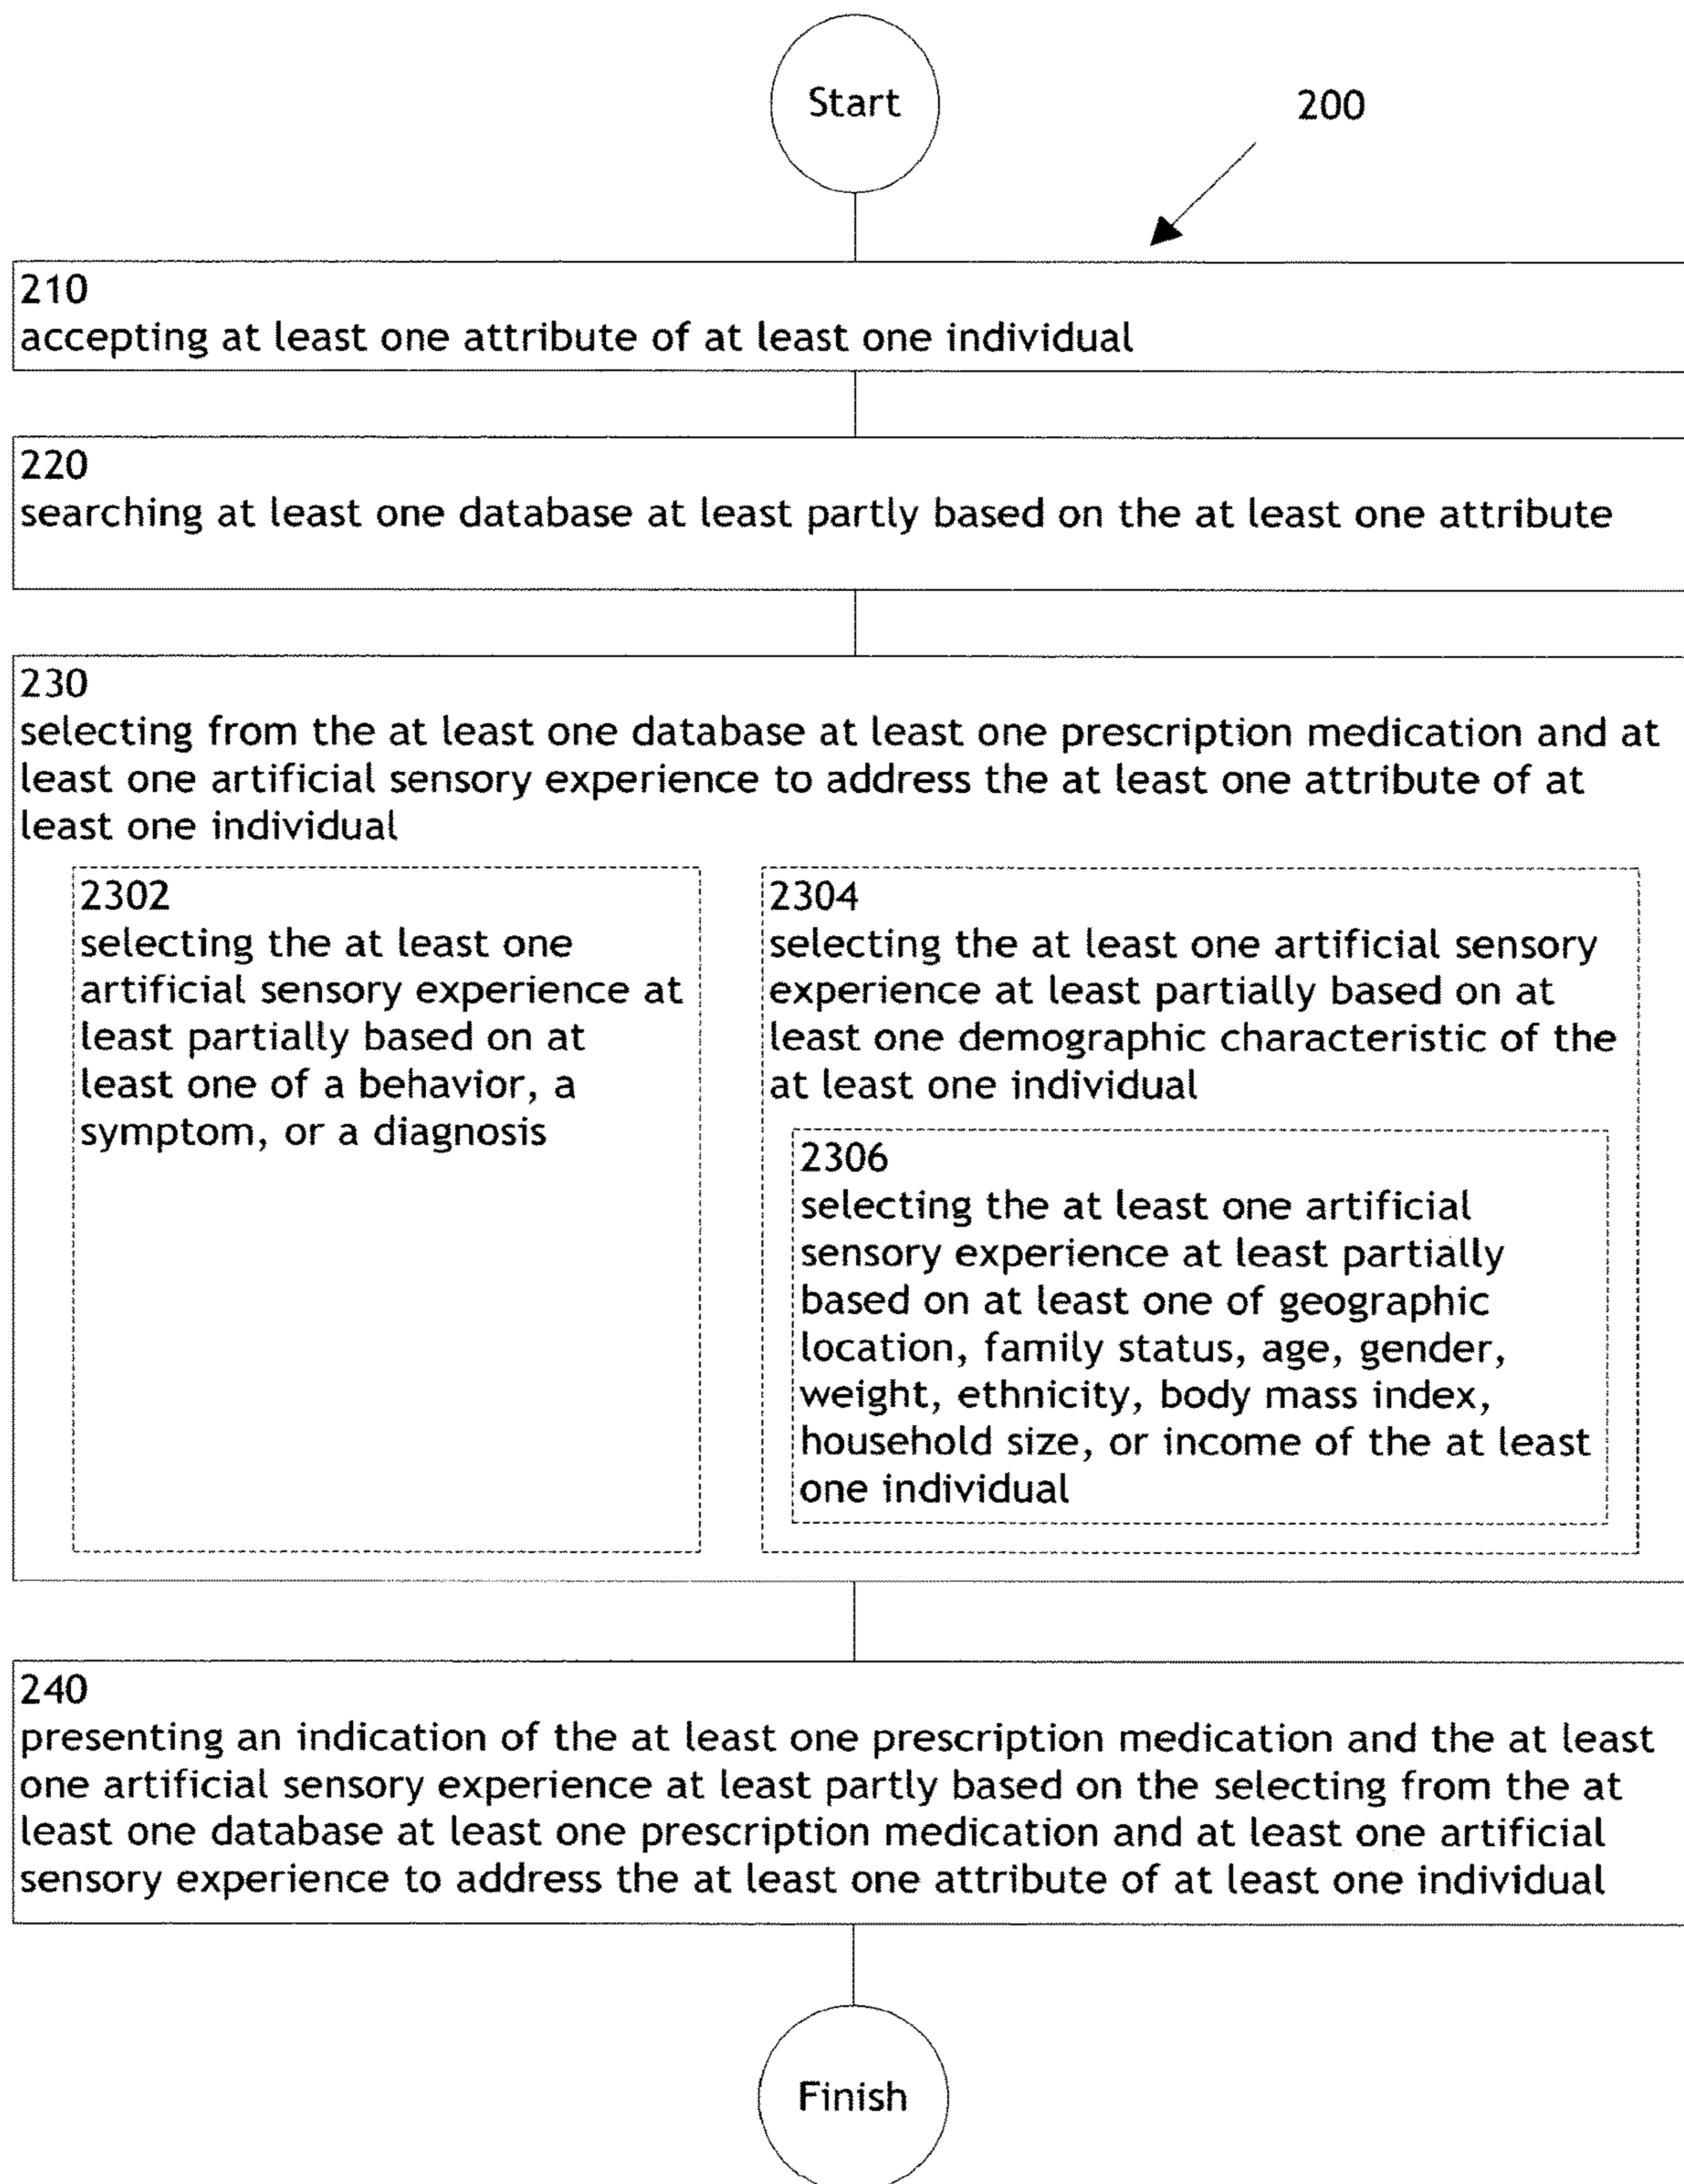 Start
200
210
accepting at least one attribute of at least one individual
220
searching at least one database at least partly based on the at least one attribute
230
selecting from the at least one database at least one prescription medication and at
least one artificial sensory experience to address the at least one attribute of at
least one individual
2302
selecting the at least one
artificial sensory experience at
least partially based on at
least one of a behavior, a
symptom, or a diagnosis
2304
selecting the at least one artificial sensory
experience at least partially based on at
least one demographic characteristic of the
at least one individual
2306
selecting the at least one artificial
sensory experience at least partially
based on at least one of geographic
location, family status, age, gender,
weight, ethnicity, body mass index,
household size, or income of the at least
one individual
240
presenting an indication of the at least one prescription medication and the at least
one artificial sensory experience at least partly based on the selecting from the at
least one database at least one prescription medication and at least one artificial
sensory experience to address the at least one attribute of at least one individual
Finish